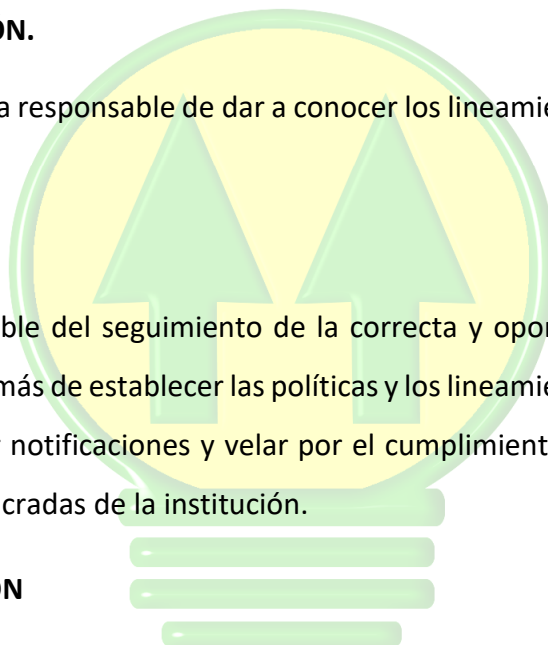 ON.
a responsable de dar a conocer los lineamie
ble del seguimiento de la correcta y opor
más de establecer las políticas y los lineamie
notificaciones y velar por el cumplimient
cradas de la institución.
ON